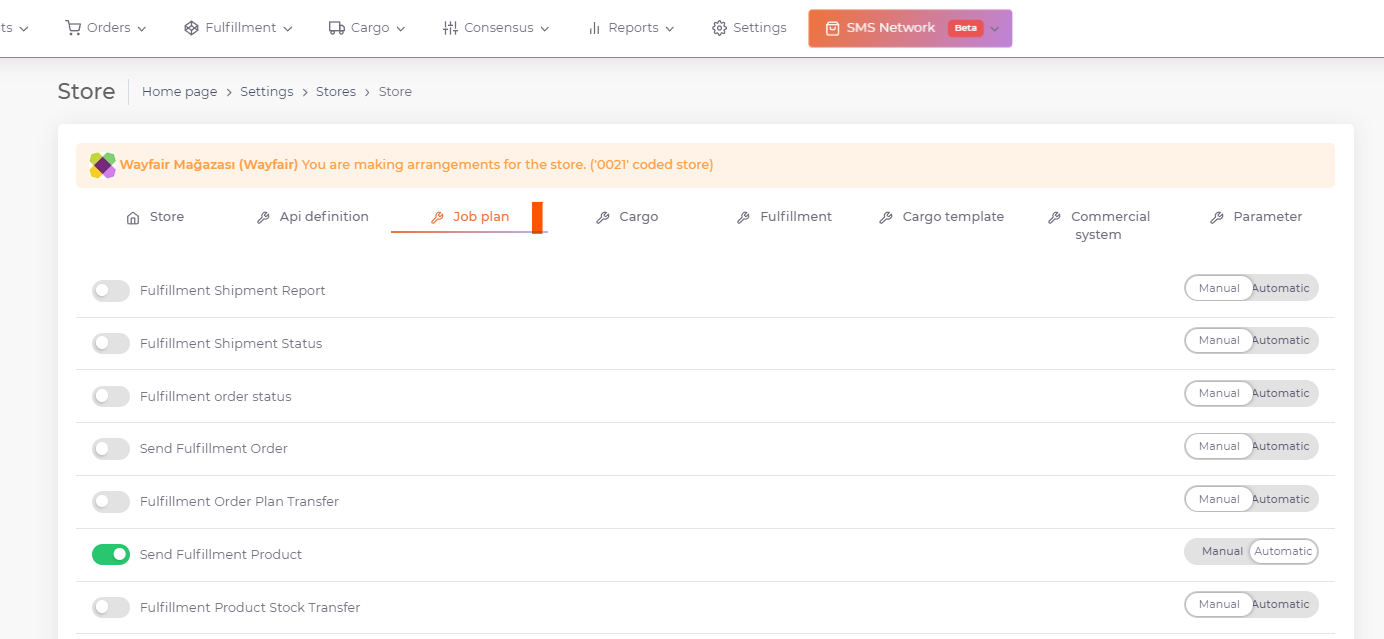 ts Orders Fulfillment Cargo Consensus Reports Settings SMS Network Beta
Store Home page > Settings > Stores > Store
Wayfair Mağazası (Wayfair) You are making arrangements for the store. ('0021' coded store)
Store Api definition Job plan Cargo Fulfillment Cargo template Commercial system Parameter
Fulfillment Shipment Report Manual Automatic
Fulfillment Shipment Status Manual Automatic
Fulfillment order status Manual Automatic
Send Fulfillment Order Manual Automatic
Fulfillment Order Plan Transfer Manual Automatic
Send Fulfillment Product Manual Automatic
Fulfillment Product Stock Transfer Manual Automatic